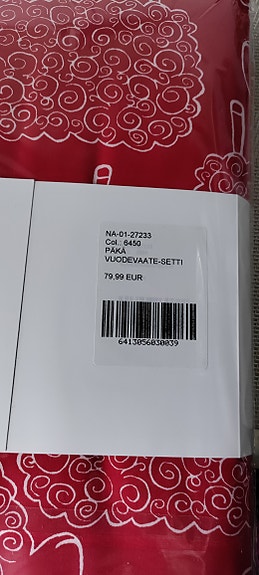 NA-01-27233
Col.: 6450
PÄKÄ
VUODEVAATE-SETTI
79,99 EUR
6413056030039